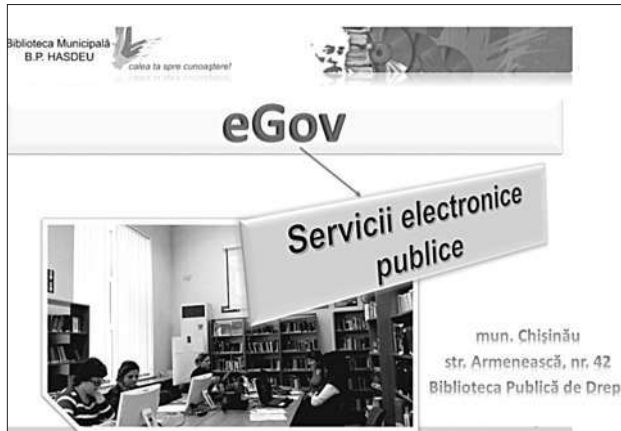 Biblioteca Municipală
B.P. HASDEU
calea ta spre cunoaștere!
eGov
Servicii electronice
publice
mun. Chișinău
str. Armenească, nr. 42
Biblioteca Publică de Drep